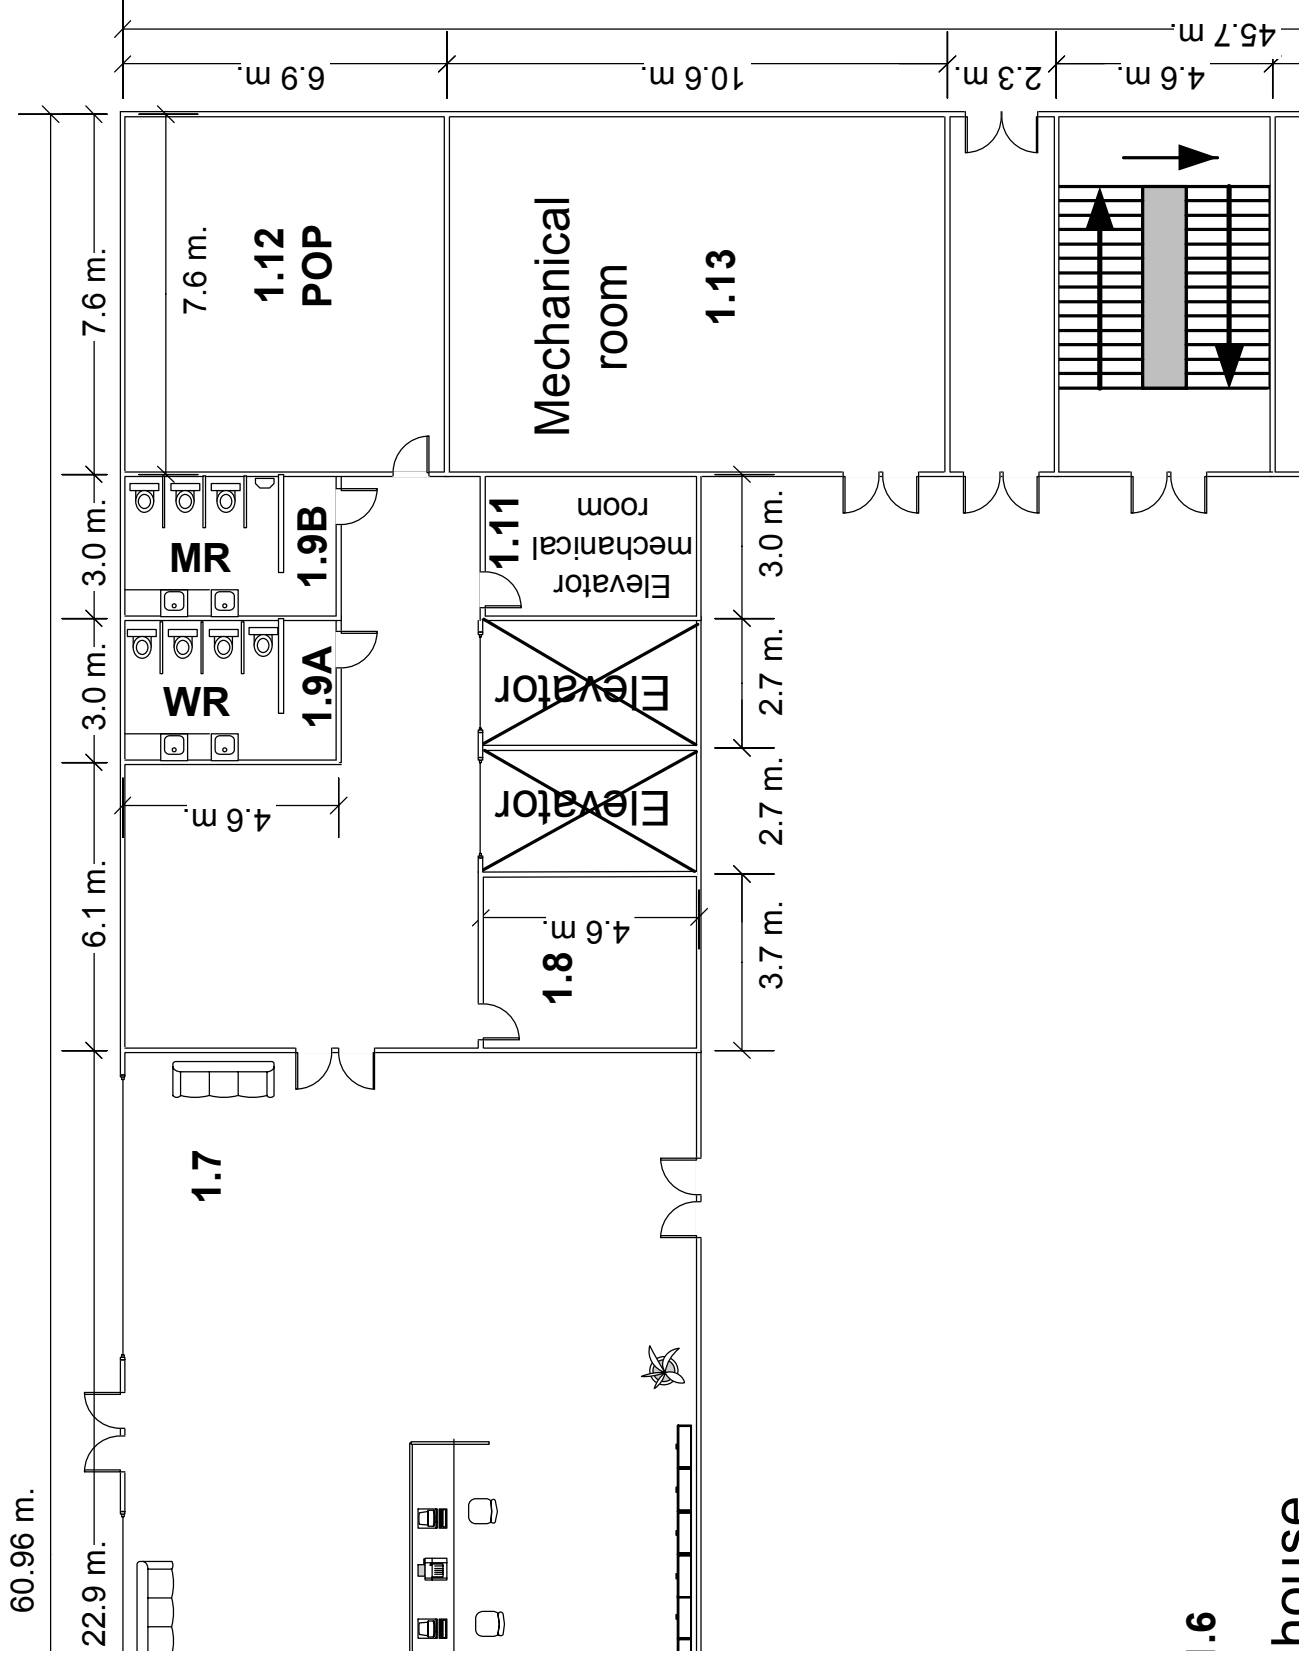 45.7 m.
6.9 m.
10.6 m.
2.3 m.
4.6 m.
7.6 m.
7.6 m.
1.12
POP
Mechanical
room
1.13
3.0 m.
MR
1.9B
1.11
Elevator
mechanical
room
3.0 m.
3.0 m.
WR
1.9A
Elevator
2.7 m.
4.6 m.
Elevator
2.7 m.
6.1 m.
4.6 m.
1.8
3.7 m.
1.7
60.96 m.
22.9 m.
.6
house